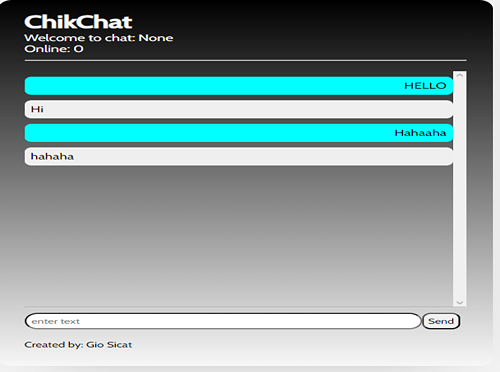 ChikChat
Welcome to chat: None
Online: 0
HELLO
Hi
Hahaaha
hahaha
enter text
Send
Created by: Gio Sicat